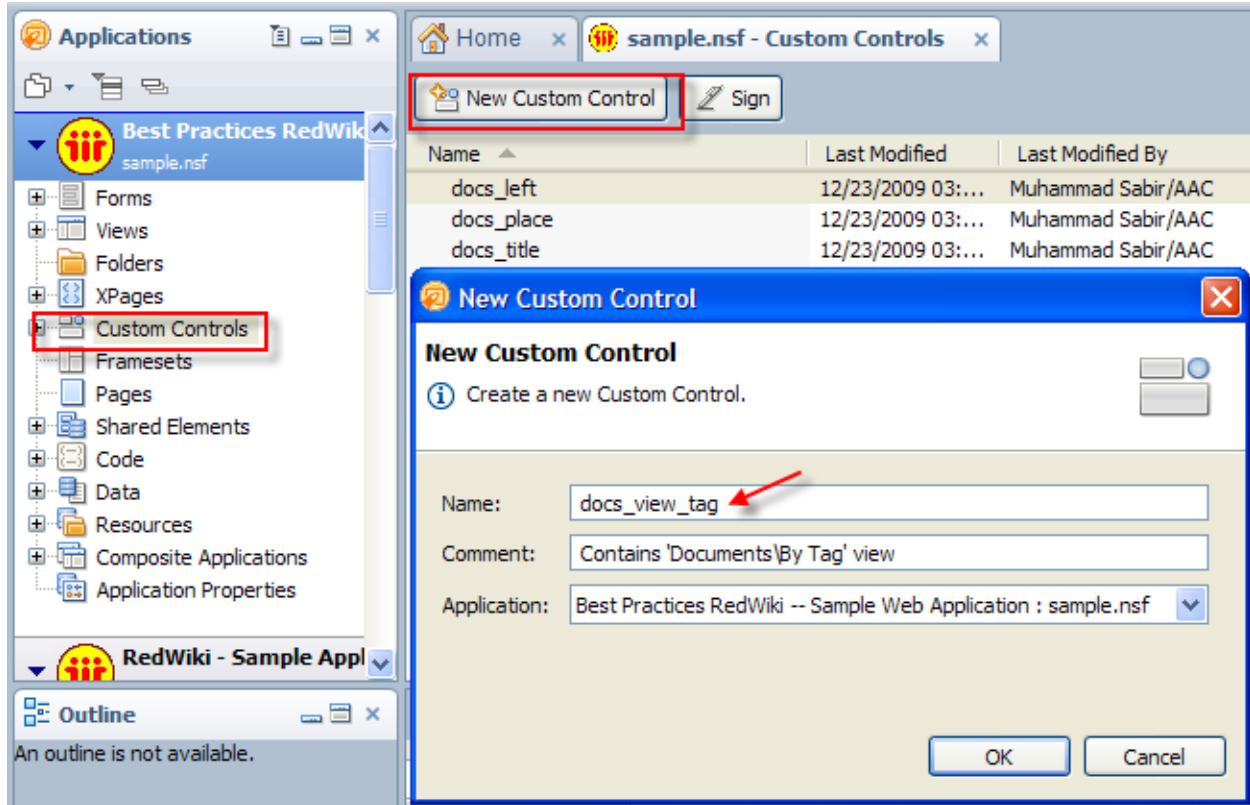 Applications
Best Practices RedWik
sample.nsf
Forms
Views
Folders
XPages
Custom Controls
Framesets
Pages
Shared Elements
Code
Data
Resources
Composite Applications
Application Properties
RedWiki - Sample Appl
Outline
An outline is not available.
Home
sample.nsf - Custom Controls
New Custom Control
Sign
Name Last Modified Last Modified By
docs_left 12/23/2009 03:... Muhammad Sabir/AAC
docs_place 12/23/2009 03:... Muhammad Sabir/AAC
docs_title 12/23/2009 03:... Muhammad Sabir/AAC
New Custom Control
New Custom Control
Create a new Custom Control.
Name: docs_view_tag
Comment: Contains 'Documents\By Tag' view
Application: Best Practices RedWiki -- Sample Web Application : sample.nsf
OK Cancel